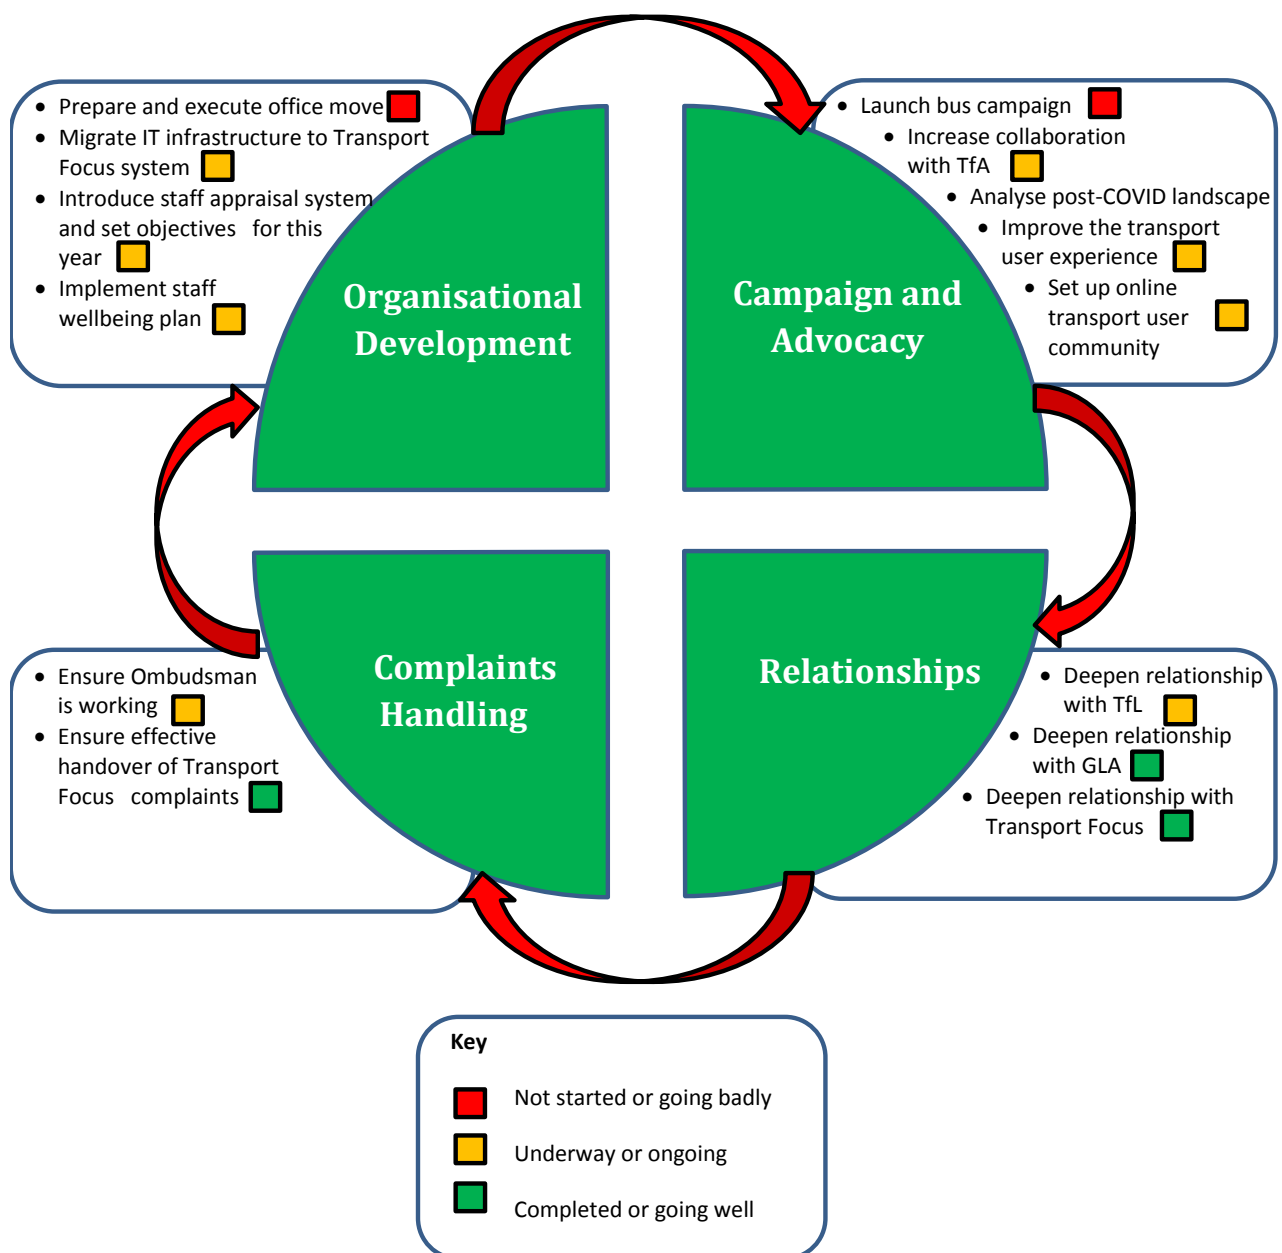 • Prepare and execute office move
• Migrate IT infrastructure to Transport
Focus system
• Introduce staff appraisal system
and set objectives for this
year
• Implement staff
wellbeing plan
• Launch bus campaign
• Increase collaboration
with TfA
• Analyse post-COVID landscape
• Improve the transport
user experience
• Set up online
transport user
community
Organisational
Development
Campaign and
Advocacy
Complaints
Handling
Relationships
• Ensure Ombudsman
is working
• Ensure effective
handover of Transport
Focus complaints
• Deepen relationship
with TfL
• Deepen relationship
with GLA
• Deepen relationship with
Transport Focus
Key
Not started or going badly
Underway or ongoing
Completed or going well